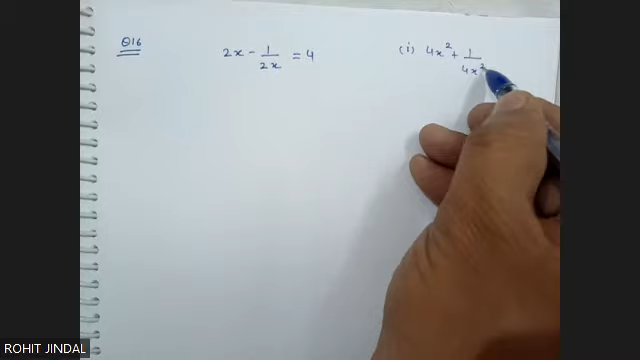 Q16
2x - 1/2x = 4
(i) 4x² + 1/4x²
ROHIT JINDAL